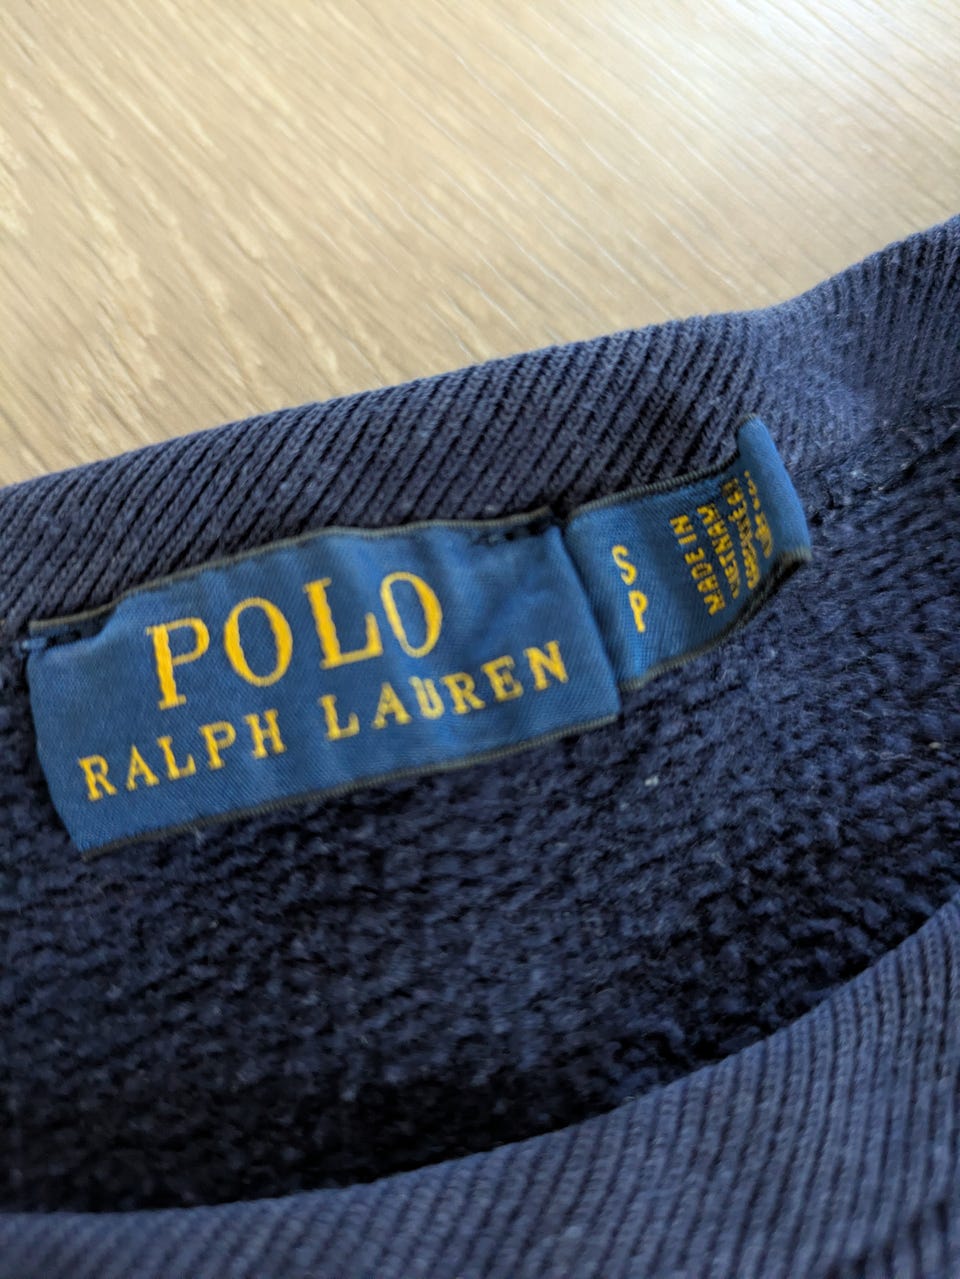 POLO
RALPH LAUREN
S
P
MADE IN
VIETNAM